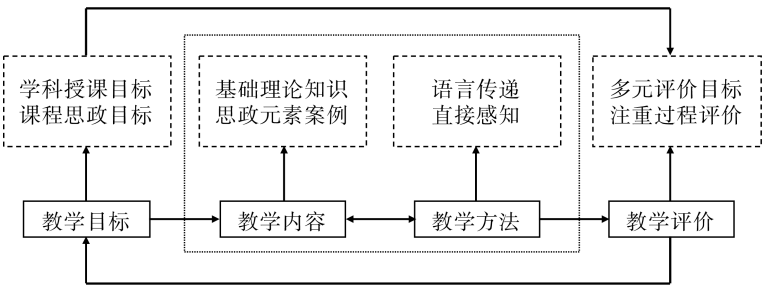 学科授课目标
课程思政目标
基础理论知识
思政元素案例
语言传递
直接感知
多元评价目标
注重过程评价
教学目标
教学内容
教学方法
教学评价